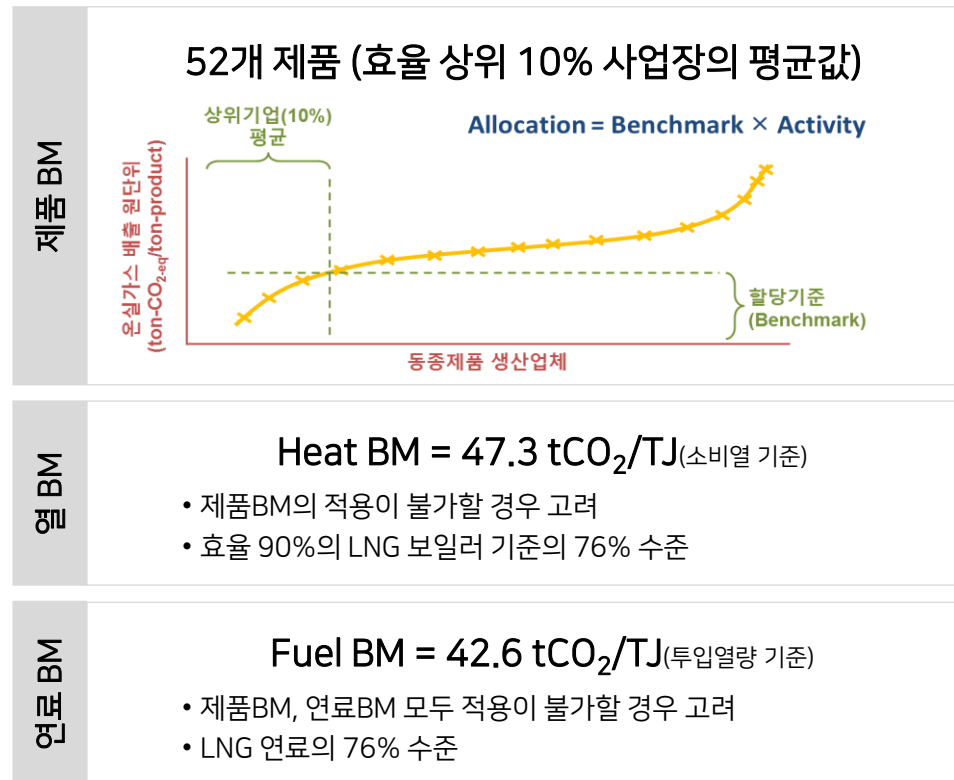 제품 BM
52개 제품 (효율 상위 10% 사업장의 평균값)
상위기업(10%)
평균
Allocation = Benchmark × Activity
온실가스 배출 원단위
(ton-CO2-eq/ton-product)
할당기준
(Benchmark)
동종제품 생산업체
열 BM
Heat BM = 47.3 tCO2/TJ(소비열 기준)
• 제품BM의 적용이 불가할 경우 고려
• 효율 90%의 LNG 보일러 기준의 76% 수준
연료 BM
Fuel BM = 42.6 tCO2/TJ(투입열량 기준)
• 제품BM, 연료BM 모두 적용이 불가할 경우 고려
• LNG 연료의 76% 수준